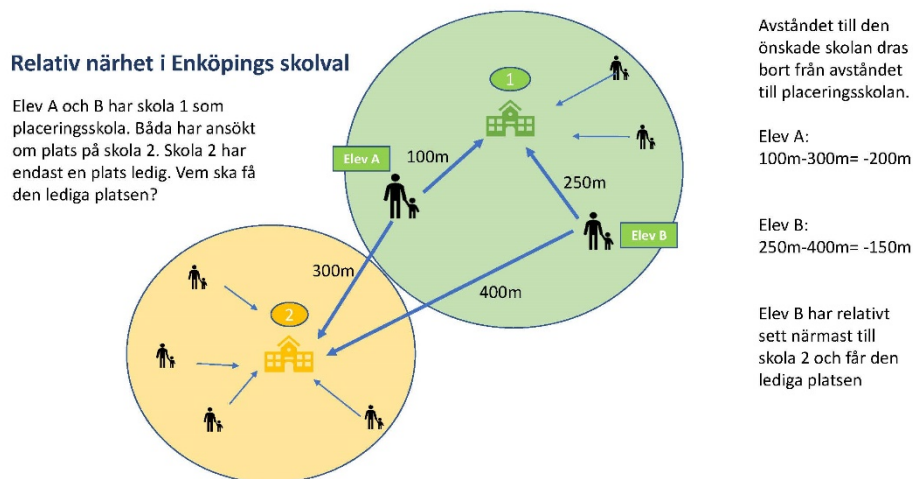 Relativ närhet i Enköpings skolval
Elev A och B har skola 1 som
placeringsskola. Båda har ansökt
om plats på skola 2. Skola 2 har
endast en plats ledig. Vem ska få
den lediga platsen?
1
Elev A
100m
250m
Elev B
300m
400m
2
Avståndet till den
önskade skolan dras
bort från avståndet
till placeringsskolan.
Elev A:
100m-300m= -200m
Elev B:
250m-400m= -150m
Elev B har relativt
sett närmast till
skola 2 och får den
lediga platsen